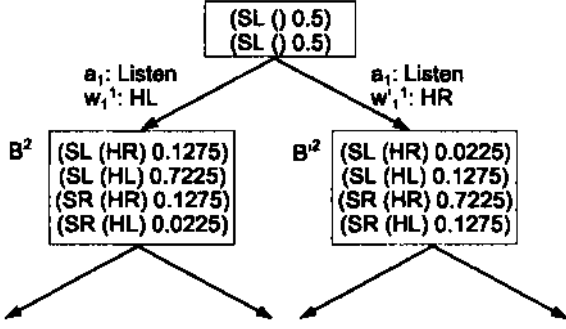 (SL () 0.5)
(SL () 0.5)
a₁: Listen
w₁¹: HL
a₁: Listen
w'₁¹: HR
B²
(SL (HR) 0.1275)
(SL (HL) 0.7225)
(SR (HR) 0.1275)
(SR (HL) 0.0225)
B'²
(SL (HR) 0.0225)
(SL (HL) 0.1275)
(SR (HR) 0.7225)
(SR (HL) 0.1275)